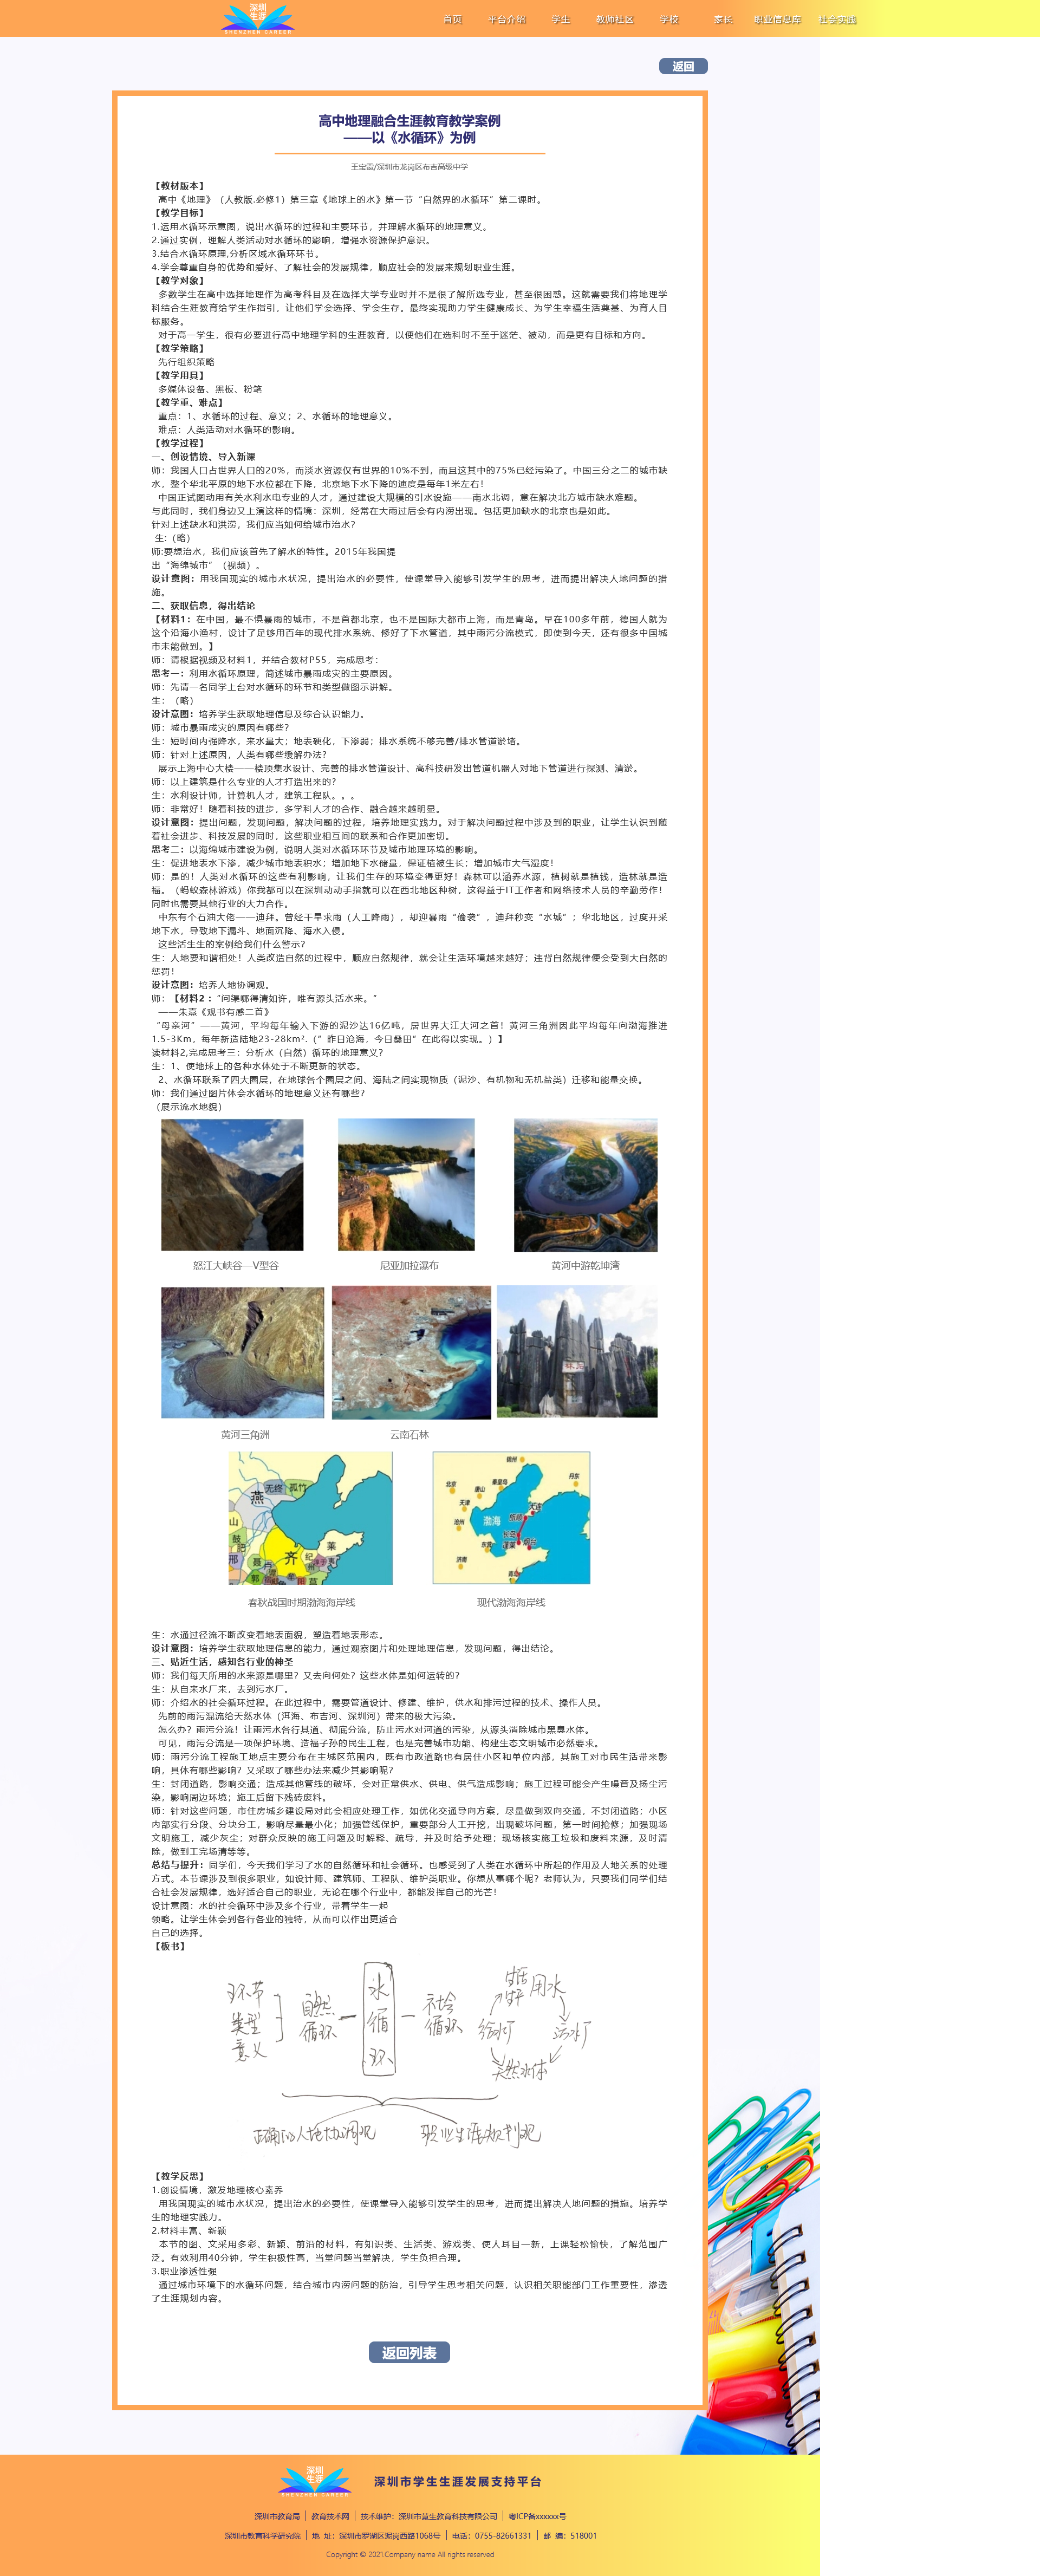 深圳
生涯
SHENZHEN CAREER
首页 平台介绍 学生 教师社区 学校 家长 职业信息库 社会实践
返回
高中地理融合生涯教育教学案例
——以《水循环》为例
王宝霞/深圳市龙岗区布吉高级中学
【教材版本】
高中《地理》（人教版.必修1）第三章《地球上的水》第一节“自然界的水循环”第二课时。
【教学目标】
1.运用水循环示意图，说出水循环的过程和主要环节，并理解水循环的地理意义。
2.通过实例，理解人类活动对水循环的影响，增强水资源保护意识。
3.结合水循环原理,分析区域水循环环节。
4.学会尊重自身的优势和爱好、了解社会的发展规律，顺应社会的发展来规划职业生涯。
【教学对象】
多数学生在高中选择地理作为高考科目及在选择大学专业时并不是很了解所选专业，甚至很困惑。这就需要我们将地理学
科结合生涯教育给学生作指引，让他们学会选择、学会生存。最终实现助力学生健康成长、为学生幸福生活奠基、为育人目
标服务。
对于高一学生，很有必要进行高中地理学科的生涯教育，以便他们在选科时不至于迷茫、被动，而是更有目标和方向。
【教学策略】
先行组织策略
【教学用具】
多媒体设备、黑板、粉笔
【教学重、难点】
重点：1、水循环的过程、意义；2、水循环的地理意义。
难点：人类活动对水循环的影响。
【教学过程】
一、创设情境、导入新课
师：我国人口占世界人口的20%，而淡水资源仅有世界的10%不到，而且这其中的75%已经污染了。中国三分之二的城市缺
水，整个华北平原的地下水位都在下降，北京地下水下降的速度是每年1米左右！
中国正试图动用有关水利水电专业的人才，通过建设大规模的引水设施——南水北调，意在解决北方城市缺水难题。
与此同时，我们身边又上演这样的情境：深圳，经常在大雨过后会有内涝出现。包括更加缺水的北京也是如此。
针对上述缺水和洪涝，我们应当如何给城市治水？
生:（略）
师:要想治水，我们应该首先了解水的特性。2015年我国提
出“海绵城市”（视频）。
设计意图：用我国现实的城市水状况，提出治水的必要性，使课堂导入能够引发学生的思考，进而提出解决人地问题的措
施。
二、获取信息，得出结论
【材料1：在中国，最不惧暴雨的城市，不是首都北京，也不是国际大都市上海，而是青岛。早在100多年前，德国人就为
这个沿海小渔村，设计了足够用百年的现代排水系统、修好了下水管道，其中雨污分流模式，即使到今天，还有很多中国城
市未能做到。】
师：请根据视频及材料1，并结合教材P55，完成思考：
思考一：利用水循环原理，简述城市暴雨成灾的主要原因。
师：先请一名同学上台对水循环的环节和类型做图示讲解。
生：（略）
设计意图：培养学生获取地理信息及综合认识能力。
师：城市暴雨成灾的原因有哪些？
生：短时间内强降水，来水量大；地表硬化，下渗弱；排水系统不够完善/排水管道淤堵。
师：针对上述原因，人类有哪些缓解办法？
展示上海中心大楼——楼顶集水设计、完善的排水管道设计、高科技研发出管道机器人对地下管道进行探测、清淤。
师：以上建筑是什么专业的人才打造出来的？
生：水利设计师，计算机人才，建筑工程队。。。
师：非常好！随着科技的进步，多学科人才的合作、融合越来越明显。
设计意图：提出问题，发现问题，解决问题的过程，培养地理实践力。对于解决问题过程中涉及到的职业，让学生认识到随
着社会进步、科技发展的同时，这些职业相互间的联系和合作更加密切。
思考二：以海绵城市建设为例，说明人类对水循环环节及城市地理环境的影响。
生：促进地表水下渗，减少城市地表积水；增加地下水储量，保证植被生长；增加城市大气湿度！
师：是的！人类对水循环的这些有利影响，让我们生存的环境变得更好！森林可以涵养水源，植树就是植钱，造林就是造
福。（蚂蚁森林游戏）你我都可以在深圳动动手指就可以在西北地区种树，这得益于IT工作者和网络技术人员的辛勤劳作！
同时也需要其他行业的大力合作。
中东有个石油大佬——迪拜。曾经干旱求雨（人工降雨），却迎暴雨“偷袭”，迪拜秒变“水城”；华北地区，过度开采
地下水，导致地下漏斗、地面沉降、海水入侵。
这些活生生的案例给我们什么警示？
生：人地要和谐相处！人类改造自然的过程中，顺应自然规律，就会让生活环境越来越好；违背自然规律便会受到大自然的
惩罚！
设计意图：培养人地协调观。
师：【材料2 ：“问渠哪得清如许，唯有源头活水来。”
——朱熹《观书有感二首》
“母亲河”——黄河，平均每年输入下游的泥沙达16亿吨，居世界大江大河之首！黄河三角洲因此平均每年向渤海推进
1.5-3Km，每年新造陆地23-28km².（”昨日沧海，今日桑田”在此得以实现。）】
读材料2,完成思考三：分析水（自然）循环的地理意义？
生：1、使地球上的各种水体处于不断更新的状态。
2、水循环联系了四大圈层，在地球各个圈层之间、海陆之间实现物质（泥沙、有机物和无机盐类）迁移和能量交换。
师：我们通过图片体会水循环的地理意义还有哪些？
（展示流水地貌）
怒江大峡谷—V型谷 尼亚加拉瀑布 黄河中游乾坤湾
黄河三角洲 云南石林
燕 无终 孤竹
山 鼓 肥 邢 聂 齐 纪 莱 夷 郭 莒
锦州 北京 秦皇岛 丹东 唐山 天津 大连 旅顺 沧州 渤海 长岛 蓬莱 烟台 东营 济南 青岛
春秋战国时期渤海海岸线 现代渤海海岸线
生：水通过径流不断改变着地表面貌，塑造着地表形态。
设计意图：培养学生获取地理信息的能力，通过观察图片和处理地理信息，发现问题，得出结论。
三、贴近生活，感知各行业的神圣
师：我们每天所用的水来源是哪里？又去向何处？这些水体是如何运转的？
生：从自来水厂来，去到污水厂。
师：介绍水的社会循环过程。在此过程中，需要管道设计、修建、维护，供水和排污过程的技术、操作人员。
先前的雨污混流给天然水体（洱海、布吉河、深圳河）带来的极大污染。
怎么办？雨污分流！让雨污水各行其道、彻底分流，防止污水对河道的污染，从源头消除城市黑臭水体。
可见，雨污分流是一项保护环境、造福子孙的民生工程，也是完善城市功能、构建生态文明城市必然要求。
师：雨污分流工程施工地点主要分布在主城区范围内，既有市政道路也有居住小区和单位内部，其施工对市民生活带来影
响，具体有哪些影响？又采取了哪些办法来减少其影响呢？
生：封闭道路，影响交通；造成其他管线的破坏，会对正常供水、供电、供气造成影响；施工过程可能会产生噪音及扬尘污
染，影响周边环境；施工后留下残砖废料。
师：针对这些问题，市住房城乡建设局对此会相应处理工作，如优化交通导向方案，尽量做到双向交通，不封闭道路；小区
内部实行分段、分块分工，影响尽量最小化；加强管线保护，重要部分人工开挖，出现破坏问题，第一时间抢修；加强现场
文明施工，减少灰尘；对群众反映的施工问题及时解释、疏导，并及时给予处理；现场核实施工垃圾和废料来源，及时清
除，做到工完场清等等。
总结与提升：同学们，今天我们学习了水的自然循环和社会循环。也感受到了人类在水循环中所起的作用及人地关系的处理
方式。本节课涉及到很多职业，如设计师、建筑师、工程队、维护类职业。你想从事哪个呢？老师认为，只要我们同学们结
合社会发展规律，选好适合自己的职业，无论在哪个行业中，都能发挥自己的光芒！
设计意图：水的社会循环中涉及多个行业，带着学生一起
领略。让学生体会到各行各业的独特，从而可以作出更适合
自己的选择。
【板书】
环节
类型
意义
自然循环
水循环
社会循环
用水
污水厂
天然水体
正确的人地协调观 职业生涯规划观
【教学反思】
1.创设情境，激发地理核心素养
用我国现实的城市水状况，提出治水的必要性，使课堂导入能够引发学生的思考，进而提出解决人地问题的措施。培养学
生的地理实践力。
2.材料丰富、新颖
本节的图、文采用多彩、新颖、前沿的材料，有知识类、生活类、游戏类、使人耳目一新，上课轻松愉快，了解范围广
泛。有效利用40分钟，学生积极性高，当堂问题当堂解决，学生负担合理。
3.职业渗透性强
通过城市环境下的水循环问题，结合城市内涝问题的防治，引导学生思考相关问题，认识相关职能部门工作重要性，渗透
了生涯规划内容。
返回列表
深圳
生涯
SHENZHEN CAREER
深圳市学生生涯发展支持平台
深圳市教育局 | 教育技术网 | 技术维护：深圳市慧生教育科技有限公司 | 粤ICP备xxxxxx号
深圳市教育科学研究院 | 地 址：深圳市罗湖区泥岗西路1068号 | 电话：0755-82661331 | 邮 编：518001
Copyright © 2021.Company name All rights reserved